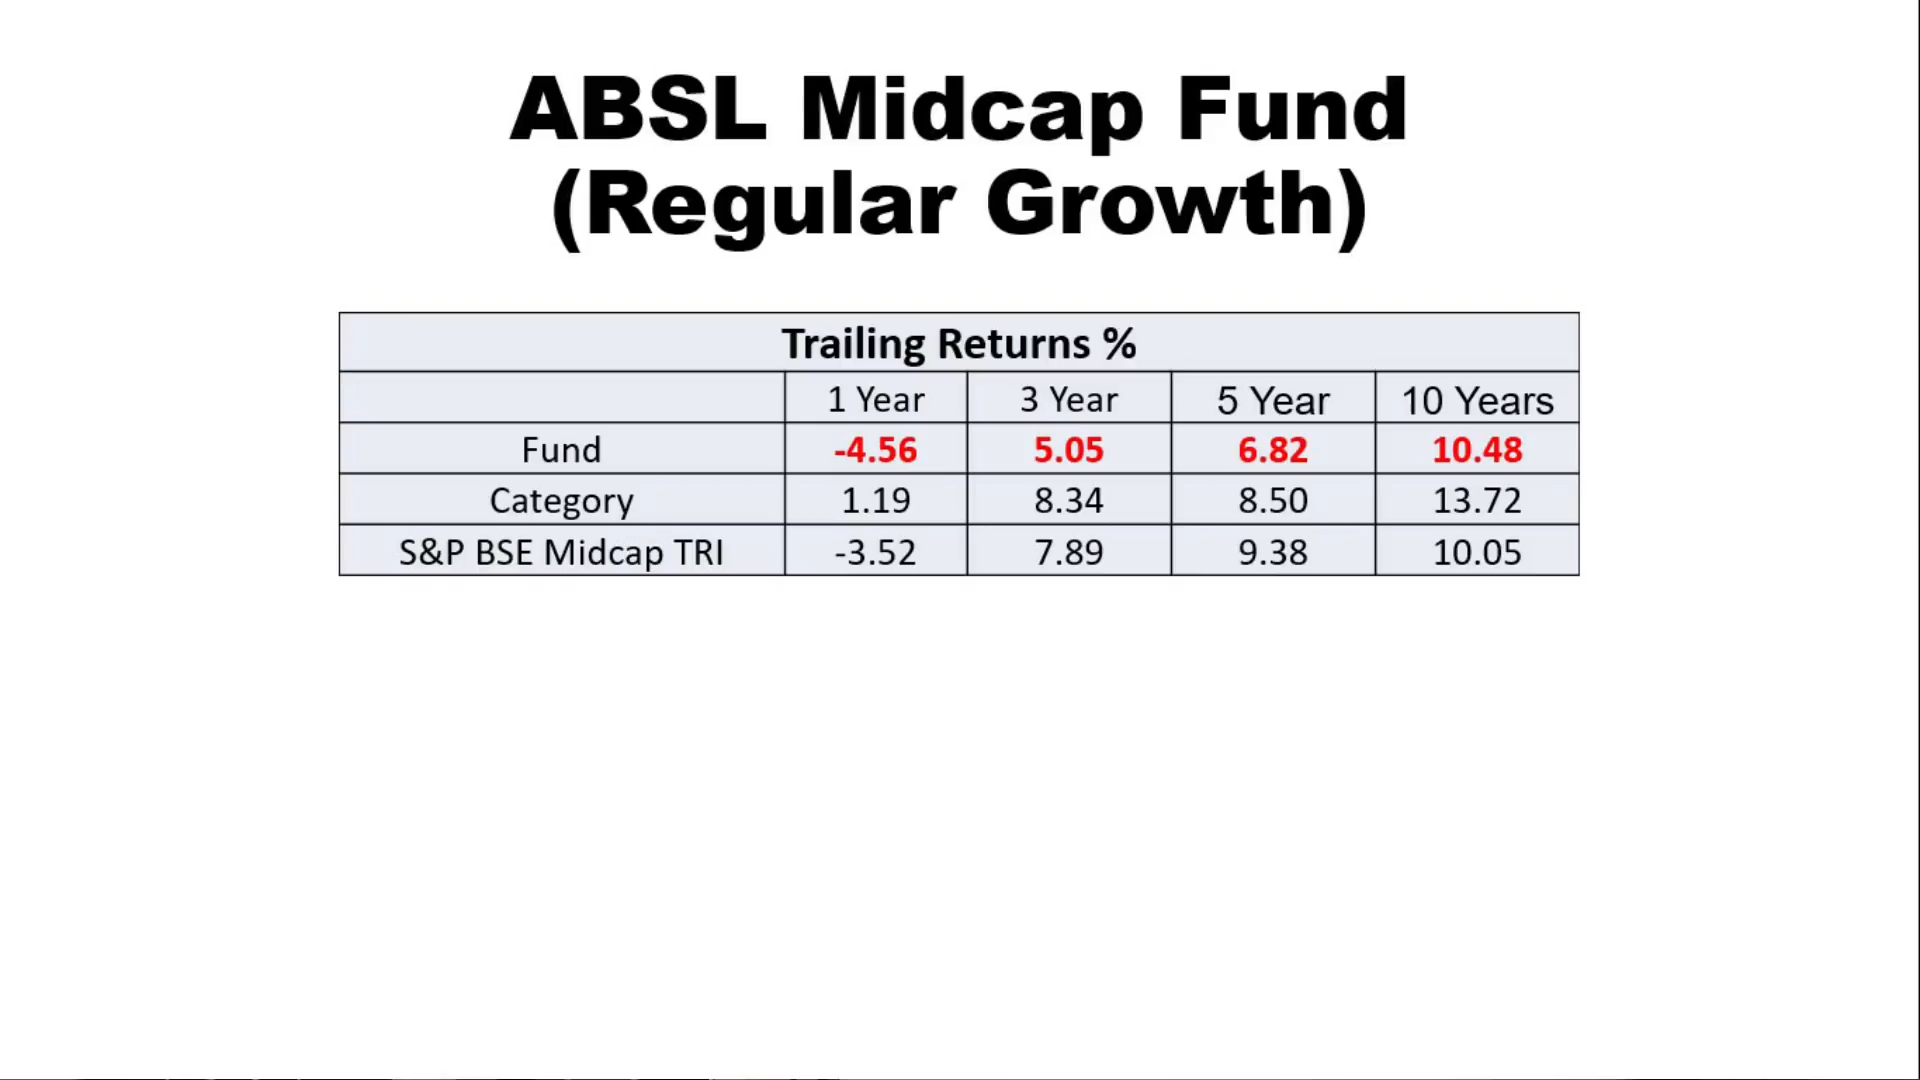 ABSL Midcap Fund
(Regular Growth)
Trailing Returns %
1 Year 3 Year 5 Year 10 Years
Fund -4.56 5.05 6.82 10.48
Category 1.19 8.34 8.50 13.72
S&P BSE Midcap TRI -3.52 7.89 9.38 10.05